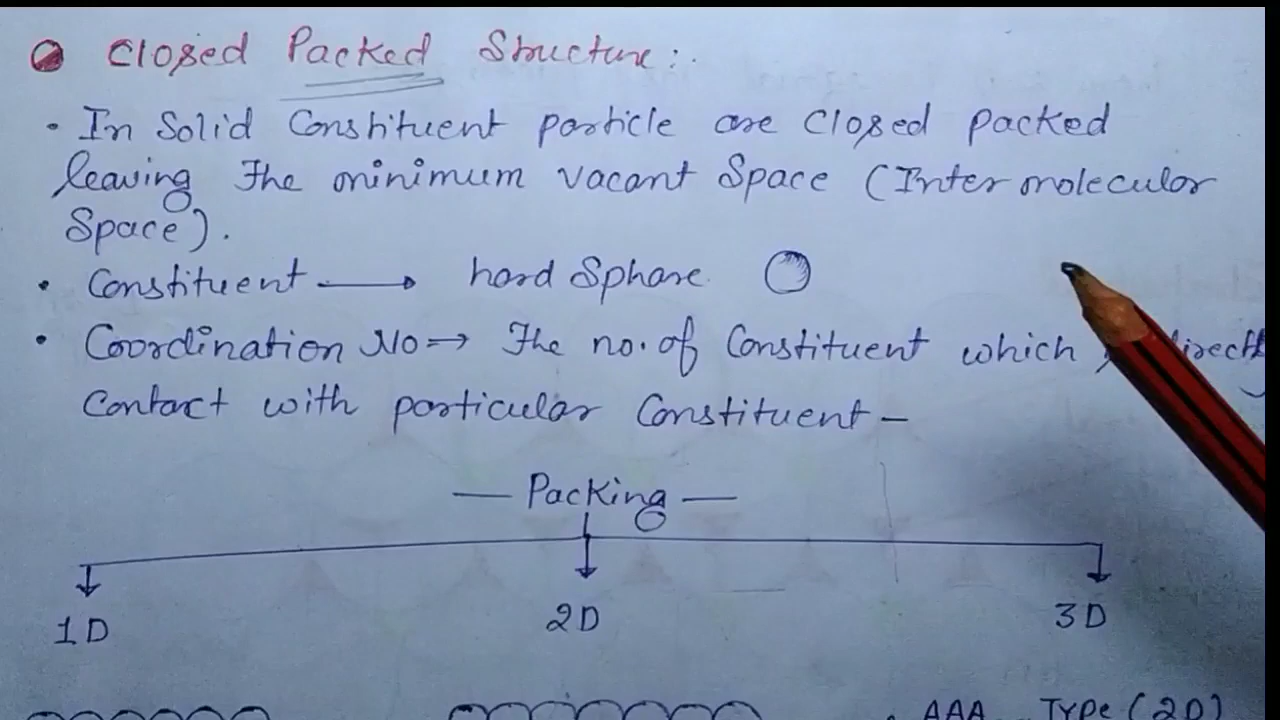 Closed Packed Structure:.
• In Solid Constituent particle are closed packed
leaving The minimum vacant Space (Inter molecular
Space).
• Constituent → hard Sphare
• Coordination No → The no. of Constituent which directly
Contact with particular Constituent –
— Packing —
1D 2D 3D
• AAA... Type (2D)